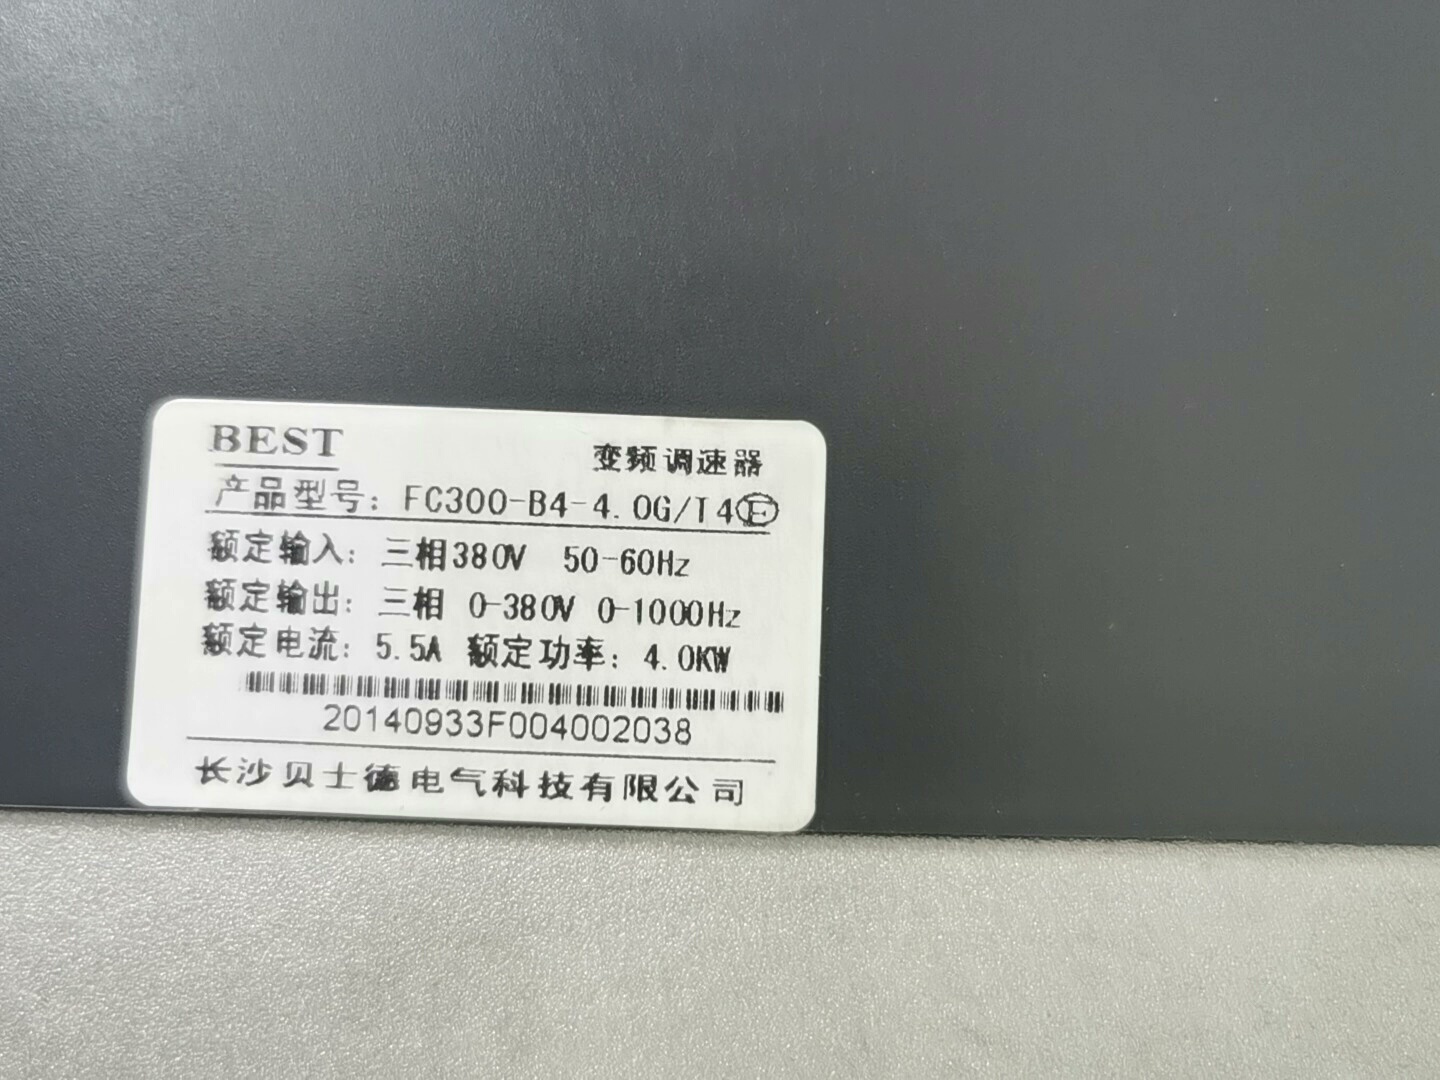 BEST
变频调速器
产品型号: FC300-B4-4.0G/T4Ⓕ
额定输入: 三相380V 50-60Hz
额定输出: 三相 0-380V 0-1000Hz
额定电流: 5.5A 额定功率: 4.0KW
20140933F004002038
长沙贝士德电气科技有限公司